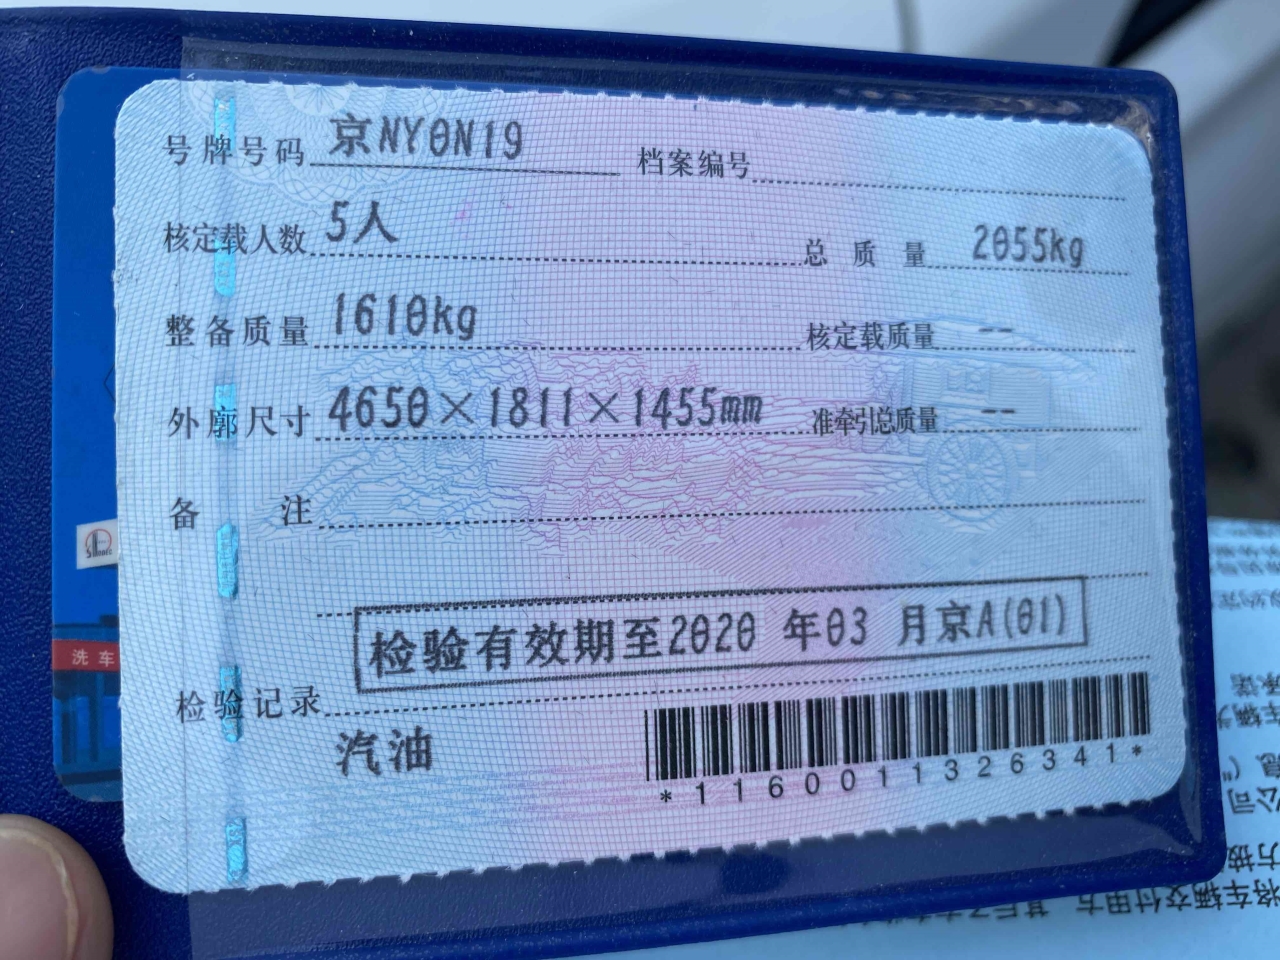 号牌号码 京NY0N19 档案编号
核定载人数 5人 总质量 2055kg
整备质量 1610kg 核定载质量 --
外廓尺寸 4650×1811×1455mm 准牵引总质量 --
备注
检验有效期至2020 年03 月京A(01)
检验记录
汽油
*1160011326341*
洗车